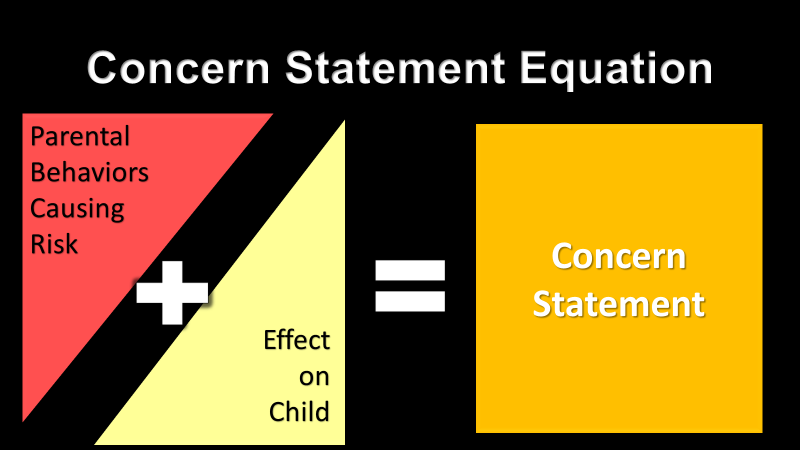 Concern Statement Equation
Parental
Behaviors
Causing
Risk
+
Effect
on
Child
=
Concern
Statement